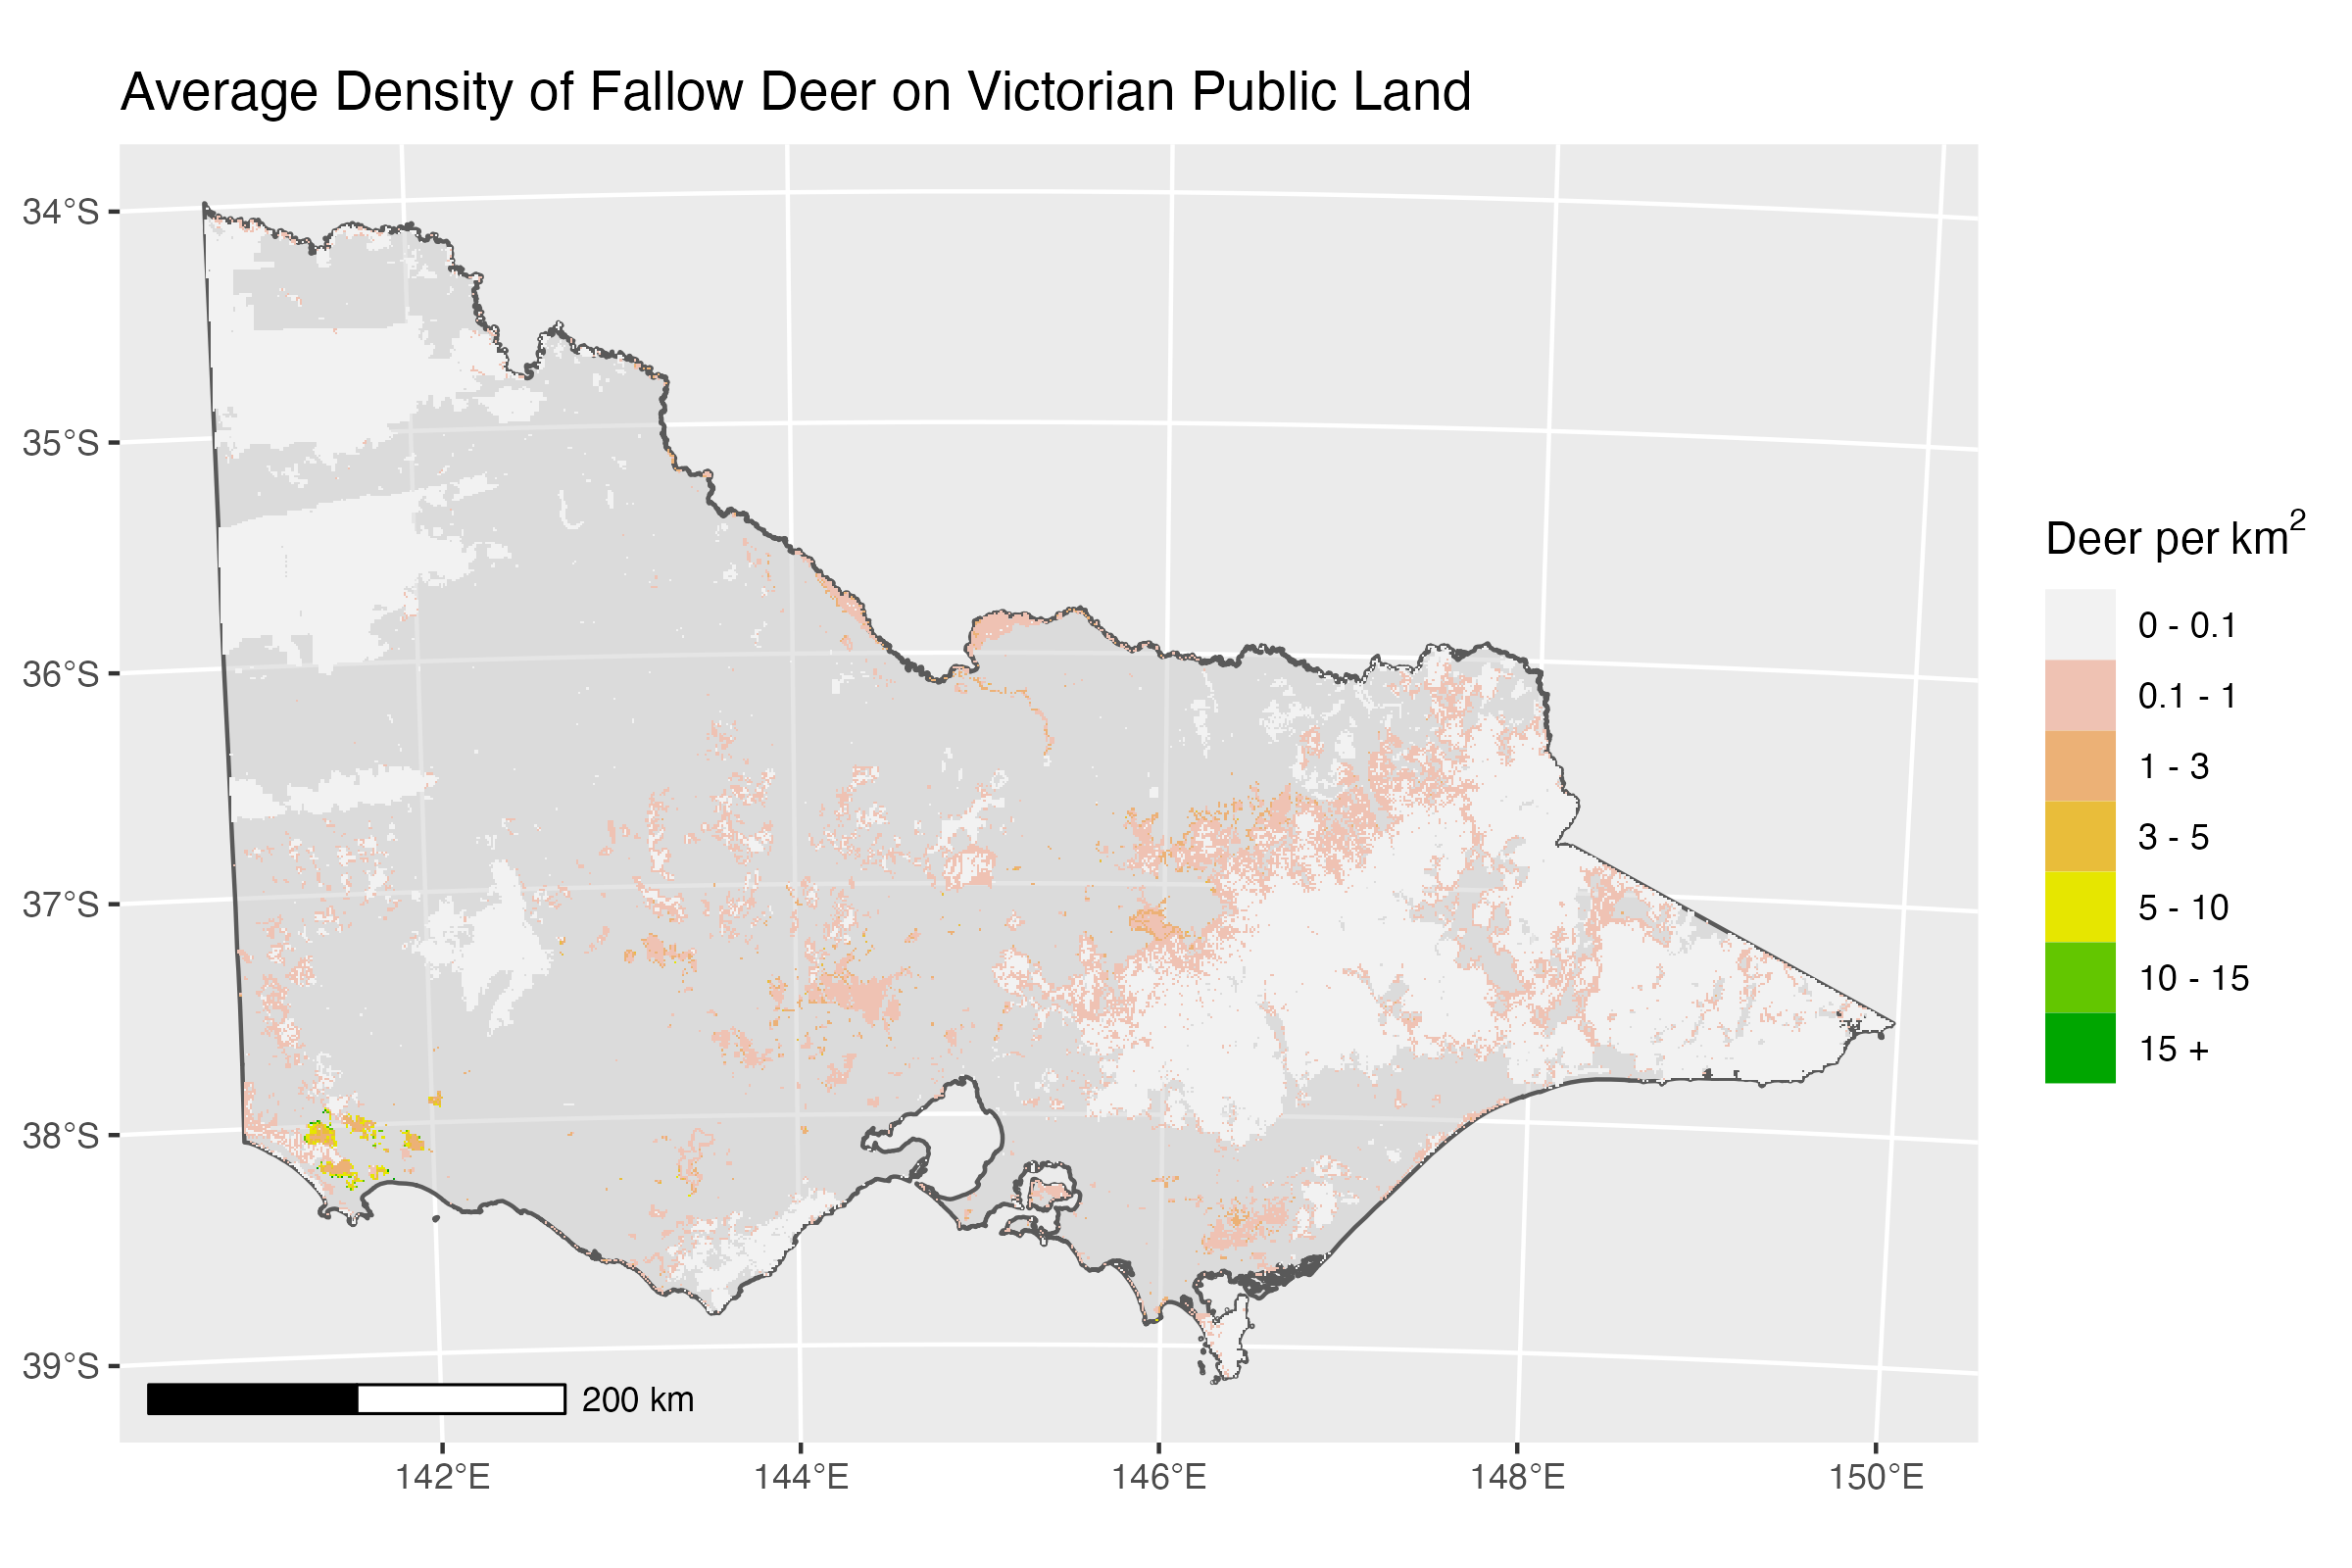 Average Density of Fallow Deer on Victorian Public Land
34°S
35°S
36°S
37°S
38°S
39°S
200 km
142°E
144°E
146°E
148°E
150°E
Deer per km²
0 - 0.1
0.1 - 1
1 - 3
3 - 5
5 - 10
10 - 15
15 +